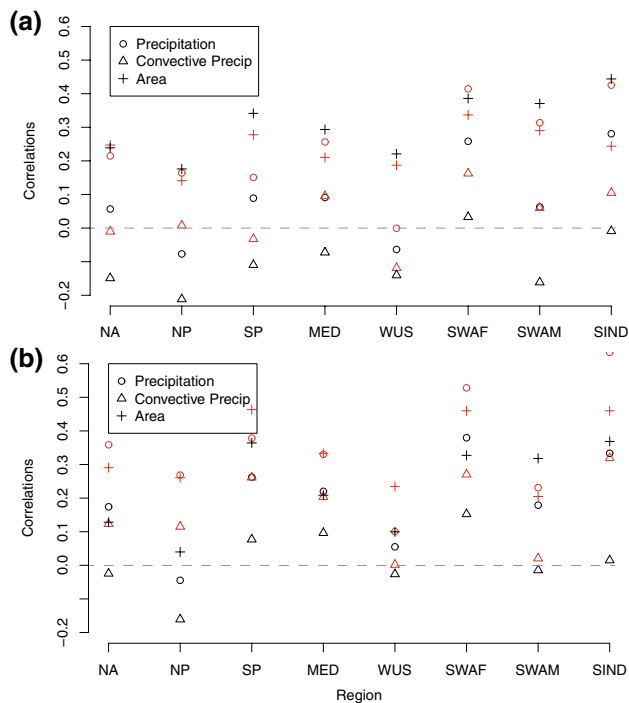 (a)
0.6
0.5
0.4
0.3
0.2
0.1
0.0
−0.2
Correlations
Precipitation
Convective Precip
Area
NA NP SP MED WUS SWAF SWAM SIND
(b)
0.6
0.5
0.4
0.3
0.2
0.1
0.0
−0.2
Correlations
Precipitation
Convective Precip
Area
NA NP SP MED WUS SWAF SWAM SIND
Region